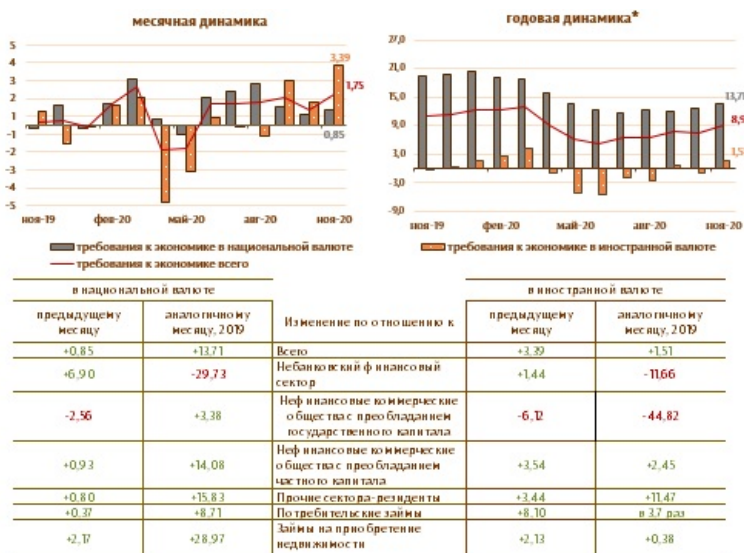 месячная динамика
годовая динамика*
5
4
3
2
1
-1
-2
-3
-4
-5
3,39
1,75
0,85
ноя-19
фев-20
май-20
авг-20
ноя-20
27,0
21,0
15,0
9,0
3,0
-3,0
-9,0
ноя-19
фев-20
май-20
авг-20
ноя-20
требования к экономике в национальной валюте
требования к экономике в иностранной валюте
требования к экономике всего
в национальной валюте
в иностранной валюте
предыдущему месяцу
аналогичному месяцу, 2019
Изменение по отношению к
предыдущему месяцу
аналогичному месяцу, 2019
+0,85 +13,71 Всего +3,39 +1,51
+6,90 -29,73 Небанковский финансовый сектор +1,44 -11,66
-2,56 +3,38 Нефинансовые коммерческие общества с преобладанием государственного капитала -6,12 -44,82
+0,93 +14,08 Нефинансовые коммерческие общества с преобладанием частного капитала +3,54 +2,45
+0,80 +15,83 Прочие сектора-резиденты +3,44 +11,47
+0,37 +8,71 Потребительские займы +8,10 в 3,7 раз
+2,17 +28,97 Займы на приобретение недвижимости +2,13 +0,38